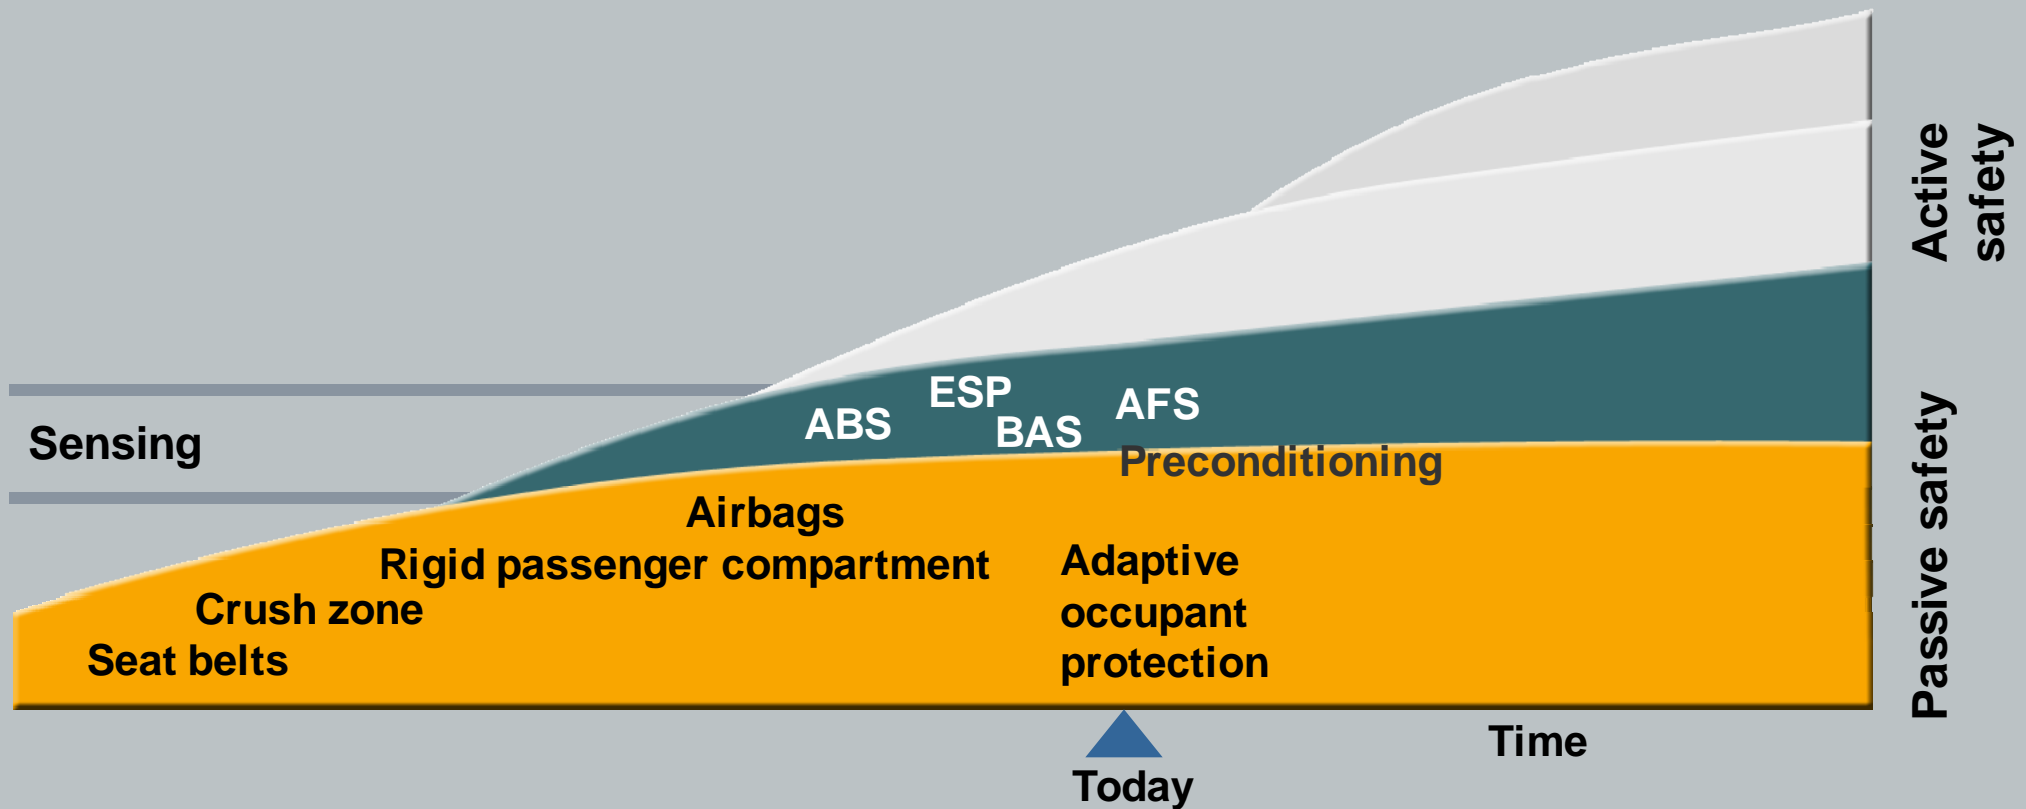 Active
safety
Sensing
ESP
ABS
BAS
AFS
Preconditioning
Airbags
Rigid passenger compartment
Crush zone
Seat belts
Adaptive
occupant
protection
Passive safety
Time
Today